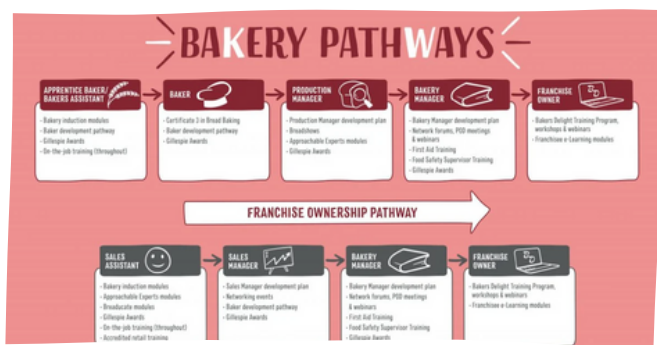 BAKERY PATHWAYS
APPRENTICE BAKER/
BAKERS ASSISTANT
- Bakery induction modules
- Baker development pathway
- Gillespie Awards
- On-the-job training (throughout)
BAKER
- Certificate 3 in Bread Baking
- Baker development pathway
- Gillespie Awards
PRODUCTION
MANAGER
- Production Manager development plan
- Breadshows
- Approachable Experts modules
- Gillespie Awards
BAKERY
MANAGER
- Bakery Manager development plan
- Network forums, POD meetings
& webinars
- First Aid Training
- Food Safety Supervisor Training
- Gillespie Awards
FRANCHISE
OWNER
- Bakers Delight Training Program,
workshops & webinars
- Franchisee e-Learning modules
FRANCHISE OWNERSHIP PATHWAY
SALES
ASSISTANT
- Bakery induction modules
- Approachable Experts modules
- Broaducate modules
- Gillespie Awards
- On-the-job training (throughout)
- Accredited retail training
SALES
MANAGER
- Sales Manager development plan
- Networking events
- Baker development pathway
- Gillespie Awards
BAKERY
MANAGER
- Bakery Manager development plan
- Network forums, POD meetings
& webinars
- First Aid Training
- Food Safety Supervisor Training
- Gillespie Awards
FRANCHISE
OWNER
- Bakers Delight Training Program,
workshops & webinars
- Franchisee e-Learning modules